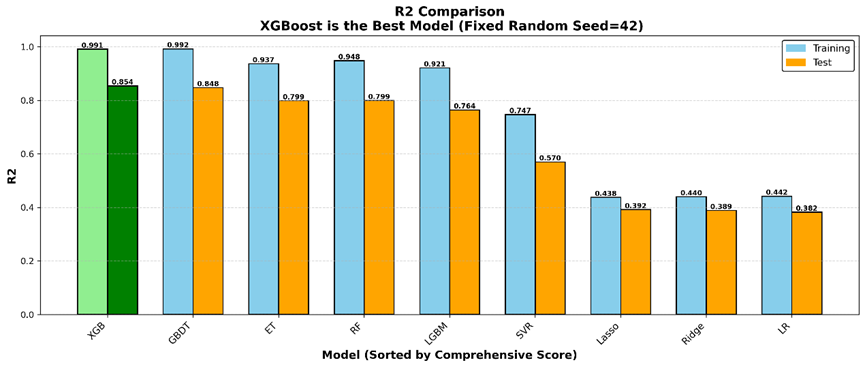 R2 Comparison
XGBoost is the Best Model (Fixed Random Seed=42)
Training
Test
R2
1.0
0.8
0.6
0.4
0.2
0.0
0.991
0.854
0.992
0.848
0.937
0.799
0.948
0.799
0.921
0.764
0.747
0.570
0.438
0.392
0.440
0.389
0.442
0.382
XGB
GBDT
ET
RF
LGBM
SVR
Lasso
Ridge
LR
Model (Sorted by Comprehensive Score)